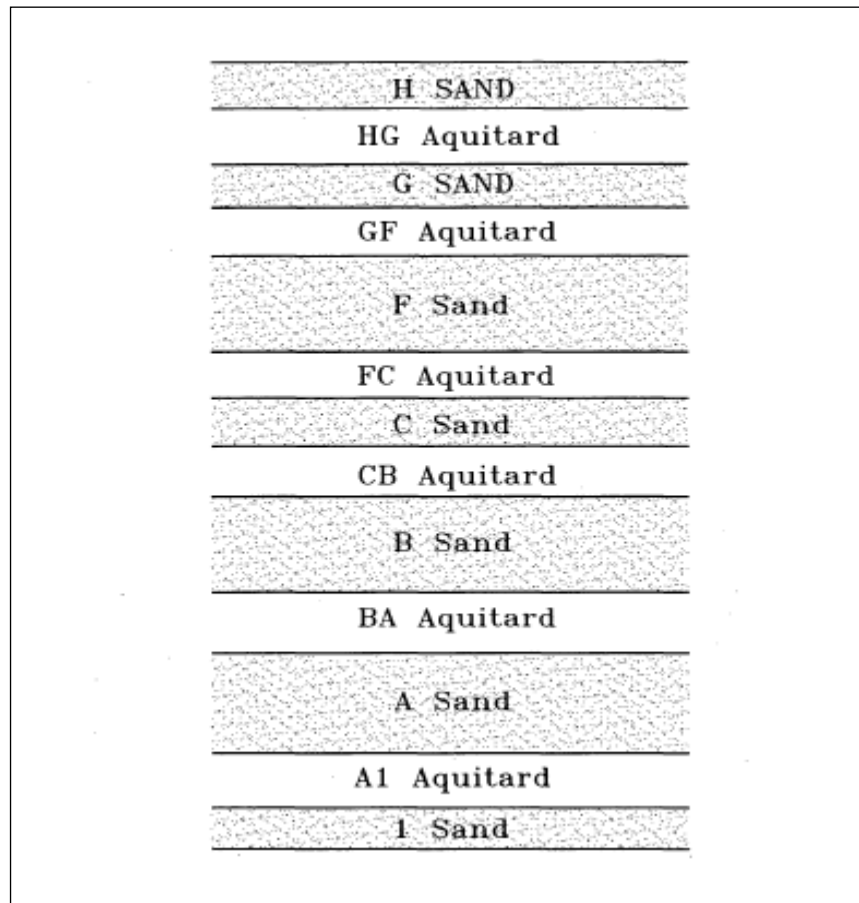 H SAND
HG Aquitard
G SAND
GF Aquitard
F Sand
FC Aquitard
C Sand
CB Aquitard
B Sand
BA Aquitard
A Sand
A1 Aquitard
1 Sand